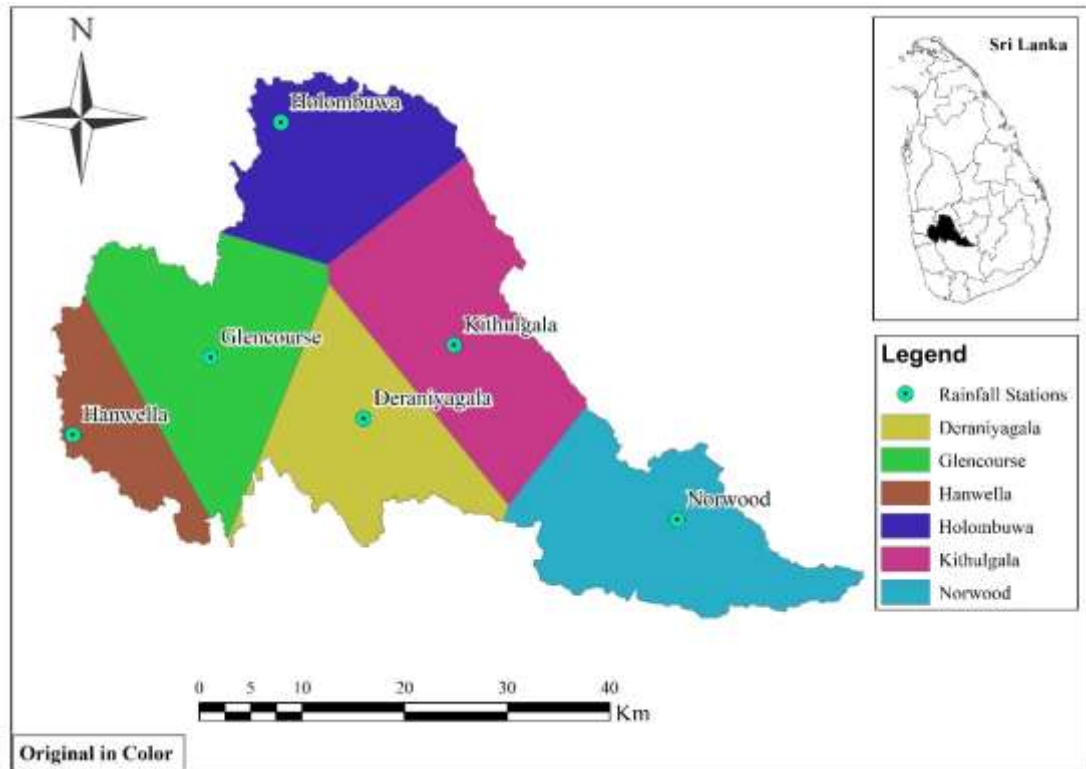 N
Sri Lanka
Holombuwa
Kithulgala
Glencourse
Deraniyagala
Hanwella
Norwood
Legend
Rainfall Stations
Deraniyagala
Glencourse
Hanwella
Holombuwa
Kithulgala
Norwood
0 5 10 20 30 40
Km
Original in Color